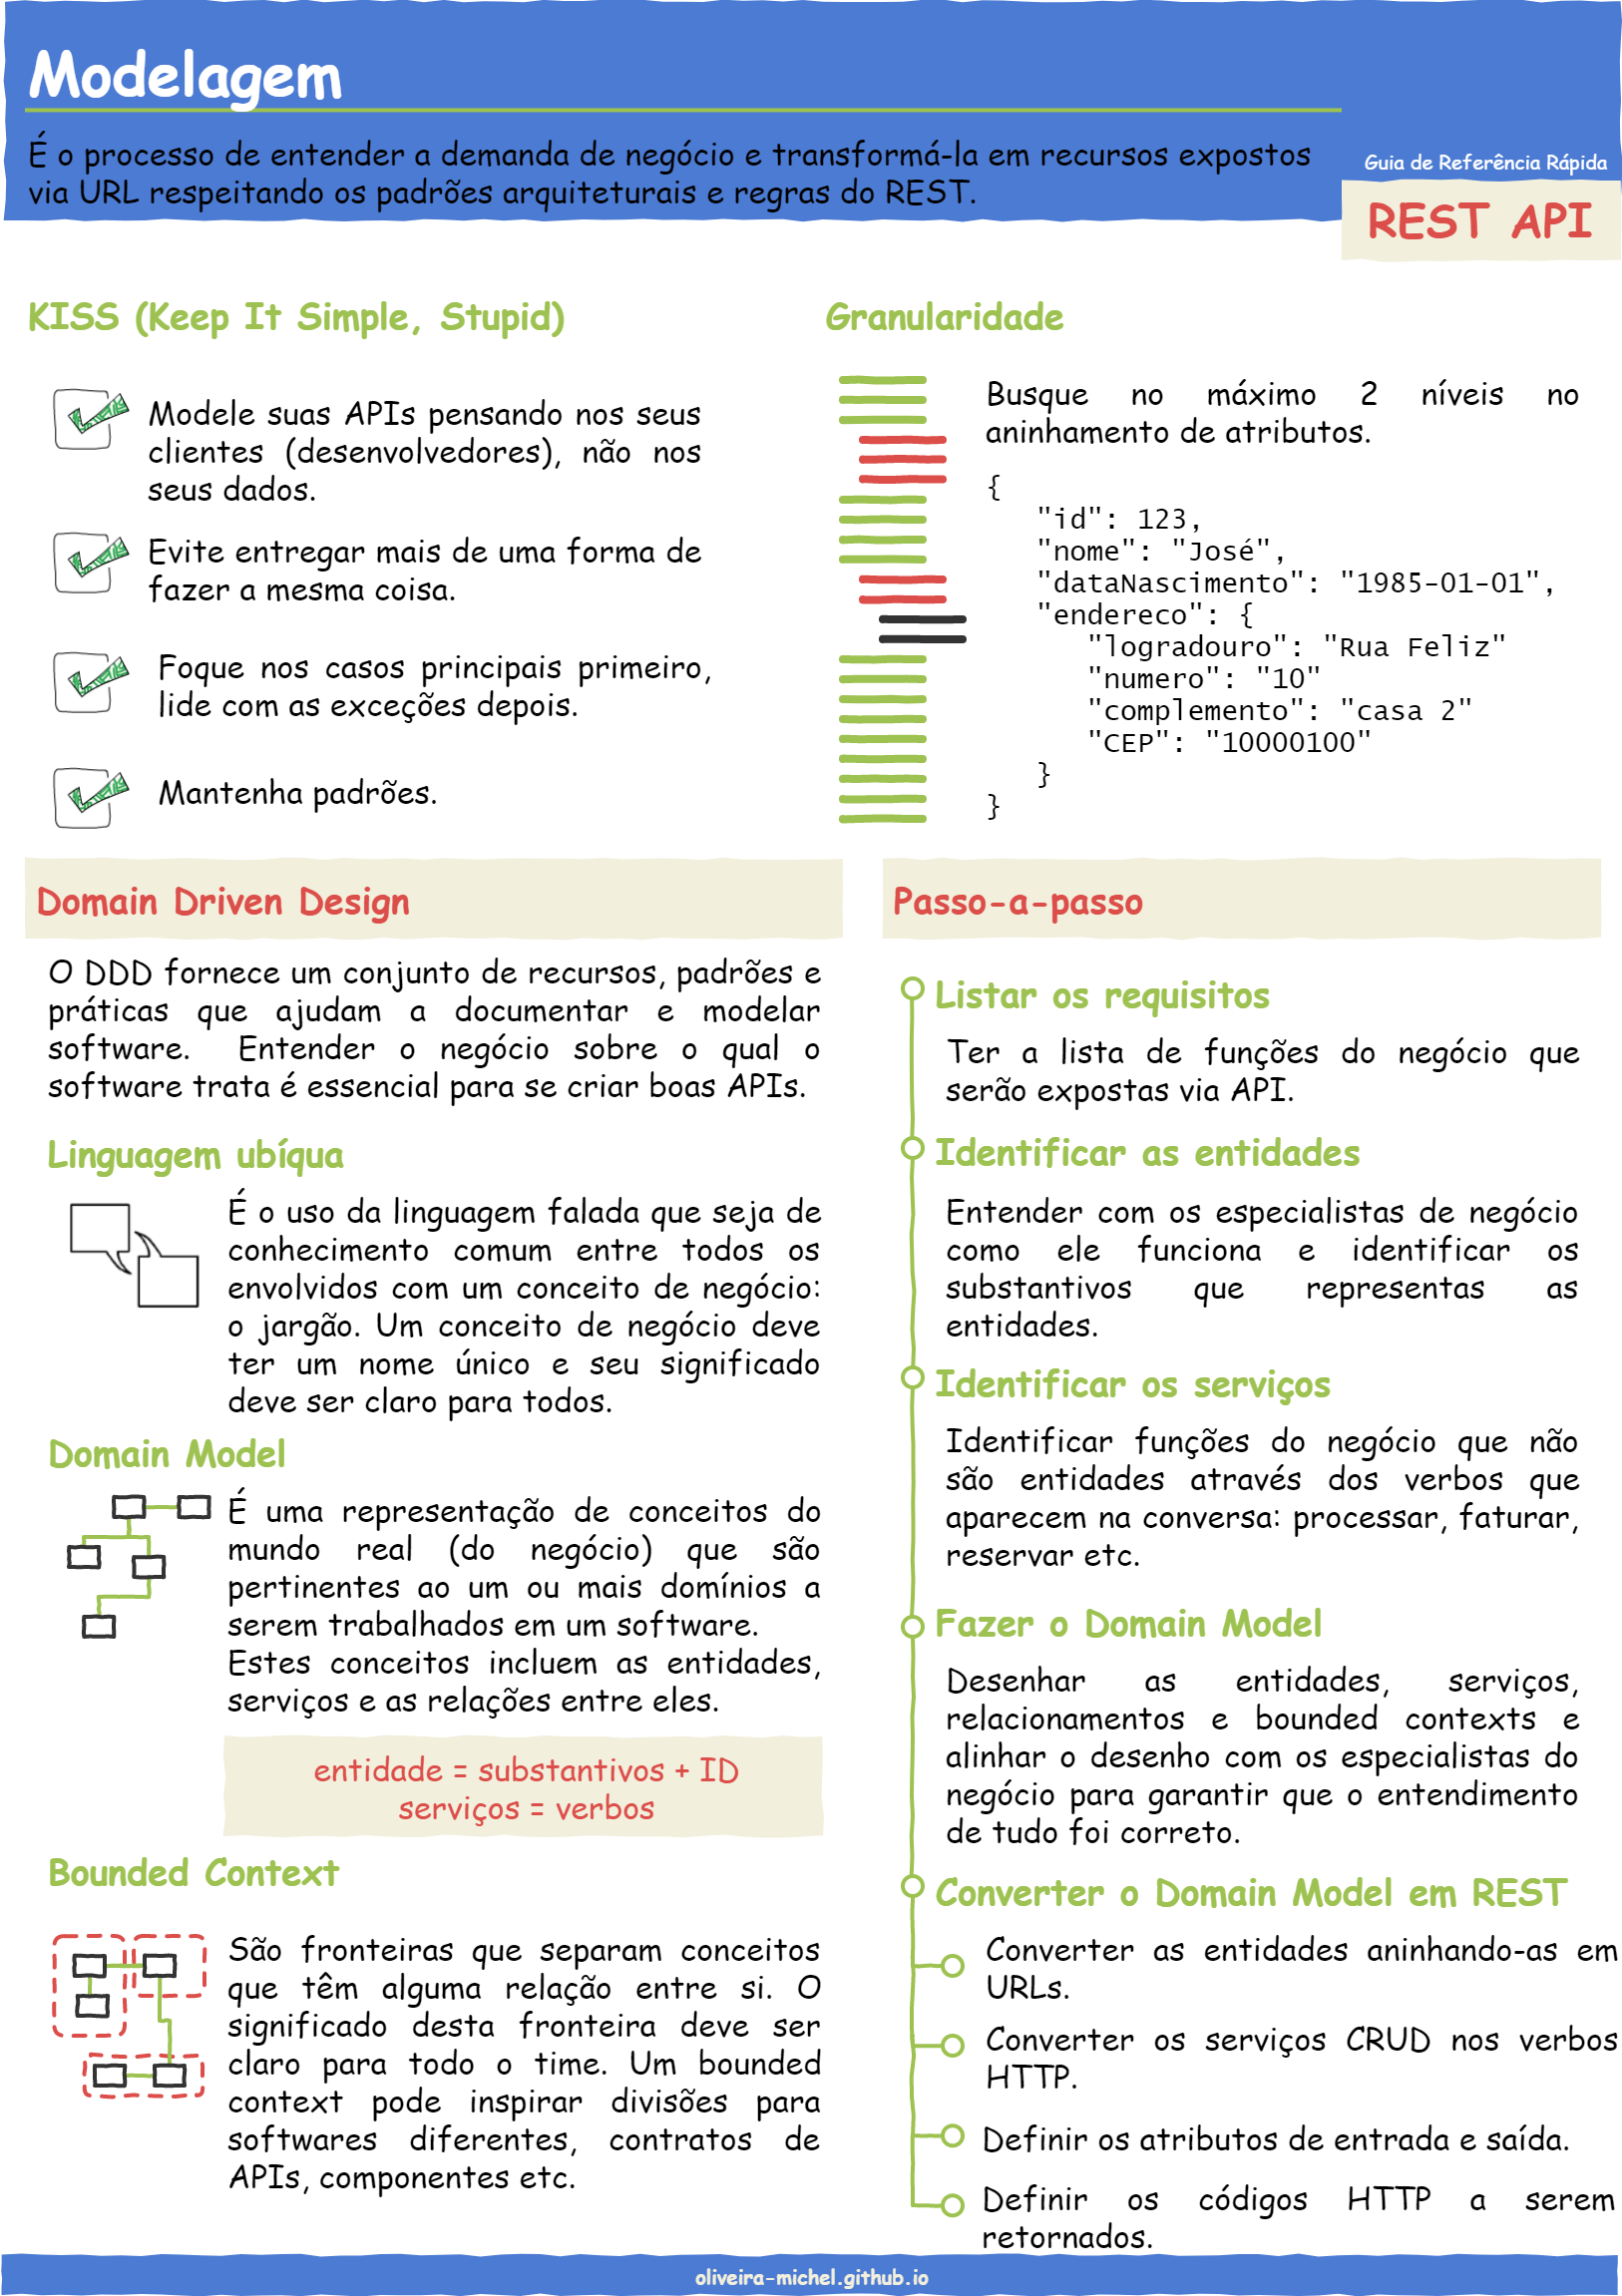 Modelagem
É o processo de entender a demanda de negócio e transformá-la em recursos expostos
via URL respeitando os padrões arquiteturais e regras do REST.
Guia de Referência Rápida
REST API
KISS (Keep It Simple, Stupid)
Modele suas APIs pensando nos seus
clientes (desenvolvedores), não nos
seus dados.
Evite entregar mais de uma forma de
fazer a mesma coisa.
Foque nos casos principais primeiro,
lide com as exceções depois.
Mantenha padrões.
Granularidade
Busque no máximo 2 níveis no
aninhamento de atributos.
{
"id": 123,
"nome": "José",
"dataNascimento": "1985-01-01",
"endereco": {
"logradouro": "Rua Feliz"
"numero": "10"
"complemento": "casa 2"
"CEP": "10000100"
}
}
Domain Driven Design
O DDD fornece um conjunto de recursos, padrões e
práticas que ajudam a documentar e modelar
software. Entender o negócio sobre o qual o
software trata é essencial para se criar boas APIs.
Linguagem ubíqua
É o uso da linguagem falada que seja de
conhecimento comum entre todos os
envolvidos com um conceito de negócio:
o jargão. Um conceito de negócio deve
ter um nome único e seu significado
deve ser claro para todos.
Domain Model
É uma representação de conceitos do
mundo real (do negócio) que são
pertinentes ao um ou mais domínios a
serem trabalhados em um software.
Estes conceitos incluem as entidades,
serviços e as relações entre eles.
entidade = substantivos + ID
serviços = verbos
Bounded Context
São fronteiras que separam conceitos
que têm alguma relação entre si. O
significado desta fronteira deve ser
claro para todo o time. Um bounded
context pode inspirar divisões para
softwares diferentes, contratos de
APIs, componentes etc.
Passo-a-passo
Listar os requisitos
Ter a lista de funções do negócio que
serão expostas via API.
Identificar as entidades
Entender com os especialistas de negócio
como ele funciona e identificar os
substantivos que representas as
entidades.
Identificar os serviços
Identificar funções do negócio que não
são entidades através dos verbos que
aparecem na conversa: processar, faturar,
reservar etc.
Fazer o Domain Model
Desenhar as entidades, serviços,
relacionamentos e bounded contexts e
alinhar o desenho com os especialistas do
negócio para garantir que o entendimento
de tudo foi correto.
Converter o Domain Model em REST
Converter as entidades aninhando-as em
URLs.
Converter os serviços CRUD nos verbos
HTTP.
Definir os atributos de entrada e saída.
Definir os códigos HTTP a serem
retornados.
oliveira-michel.github.io